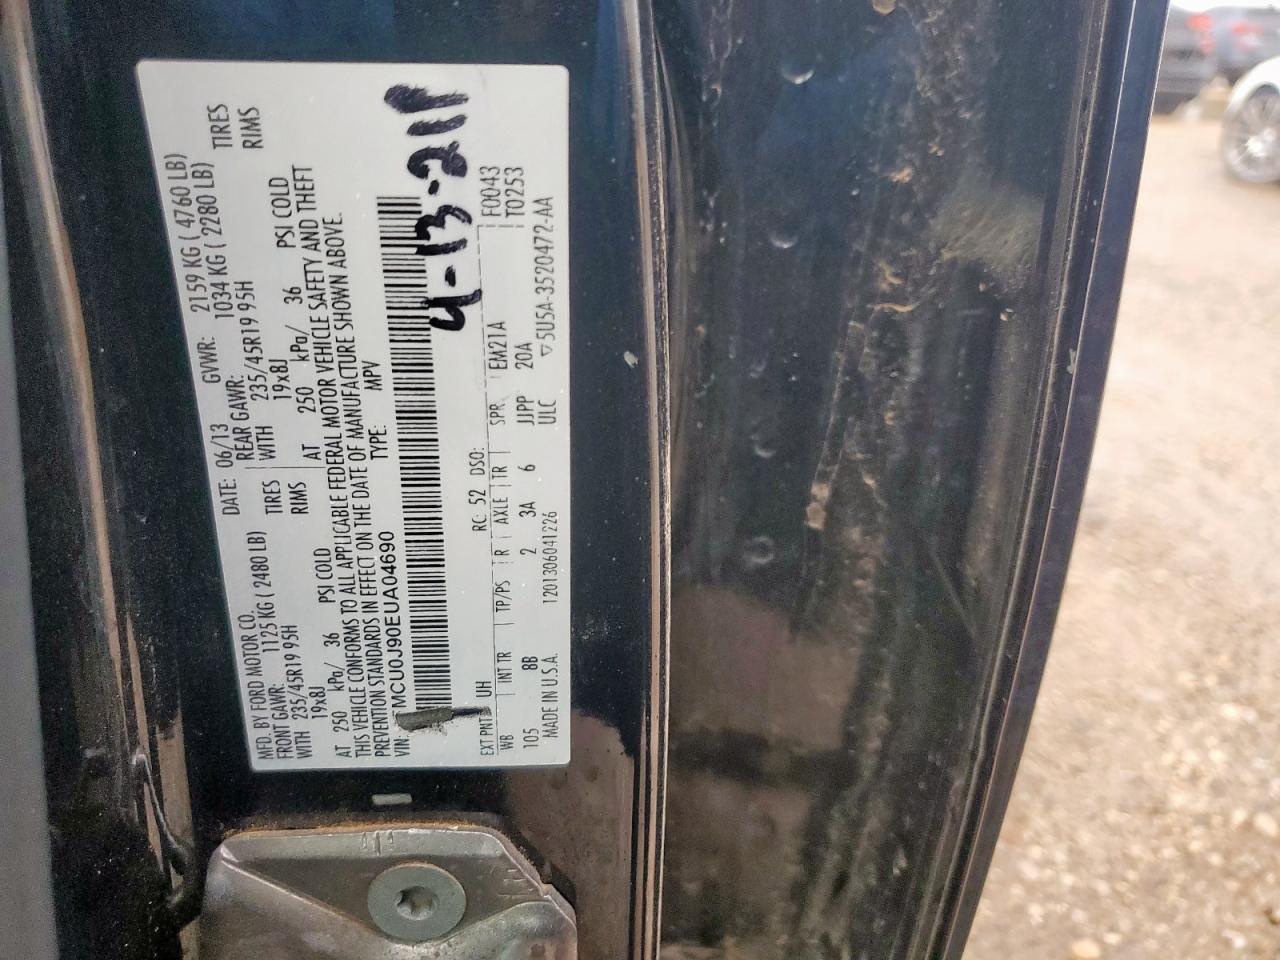 MFD. BY FORD MOTOR CO.
DATE: 06/13 GVWR: 2159 KG ( 4760 LB)
FRONT GAWR: 1125 KG ( 2480 LB) REAR GAWR: 1034 KG ( 2280 LB)
WITH 235/45R19 95H TIRES WITH 235/45R19 95H TIRES
19x8J RIMS 19x8J RIMS
AT 250 kPa/ 36 PSI COLD AT 250 kPa/ 36 PSI COLD
THIS VEHICLE CONFORMS TO ALL APPLICABLE FEDERAL MOTOR VEHICLE SAFETY AND THEFT
PREVENTION STANDARDS IN EFFECT ON THE DATE OF MANUFACTURE SHOWN ABOVE.
VIN: MCU0J90EUA04690 TYPE: MPV
4-13-21
EXT PNT: UH RC: 52 DSO: F0043
WB INT TR TP/PS R AXLE TR SPR EM21A T0253
105 8B 2 3A 6 JJPP 20A
MADE IN U.S.A. 1201306041226 ULC ▽5U5A-3520472-AA